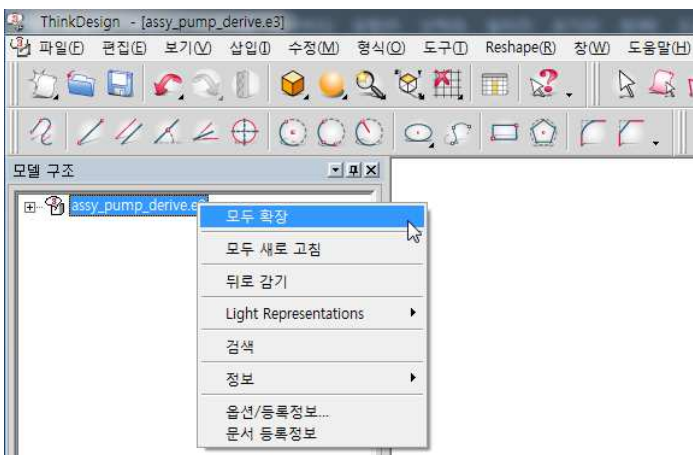 ThinkDesign - [assy_pump_derive.e3]
파일(F) 편집(E) 보기(V) 삽입(I) 수정(M) 형식(O) 도구(T) Reshape(R) 창(W) 도움말(H)
모델 구조
assy_pump_derive.e3
모두 확장
모두 새로 고침
뒤로 감기
Light Representations
검색
정보
옵션/등록정보...
문서 등록정보